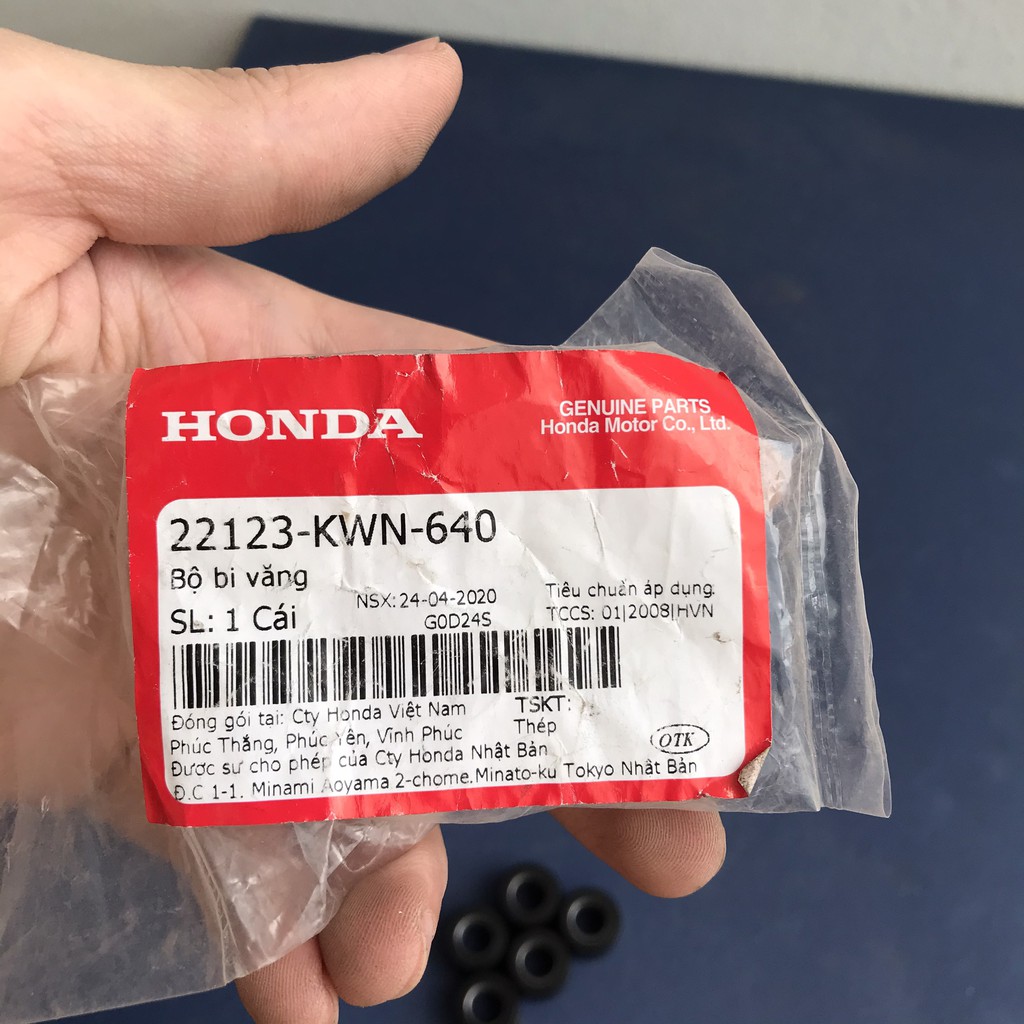 HONDA
GENUINE PARTS
Honda Motor Co., Ltd.
22123-KWN-640
Bộ bi văng
NSX: 24-04-2020
Tiêu chuẩn áp dụng:
SL: 1 Cái
G0D24S
TCCS: 01|2008|HVN
Đóng gói tại: Cty Honda Việt Nam
TSKT:
Phúc Thắng, Phúc Yên, Vĩnh Phúc
Thép
OTK
Được sự cho phép của Cty Honda Nhật Bản
Đ.C 1-1. Minami Aoyama 2-chome.Minato-ku Tokyo Nhật Bản